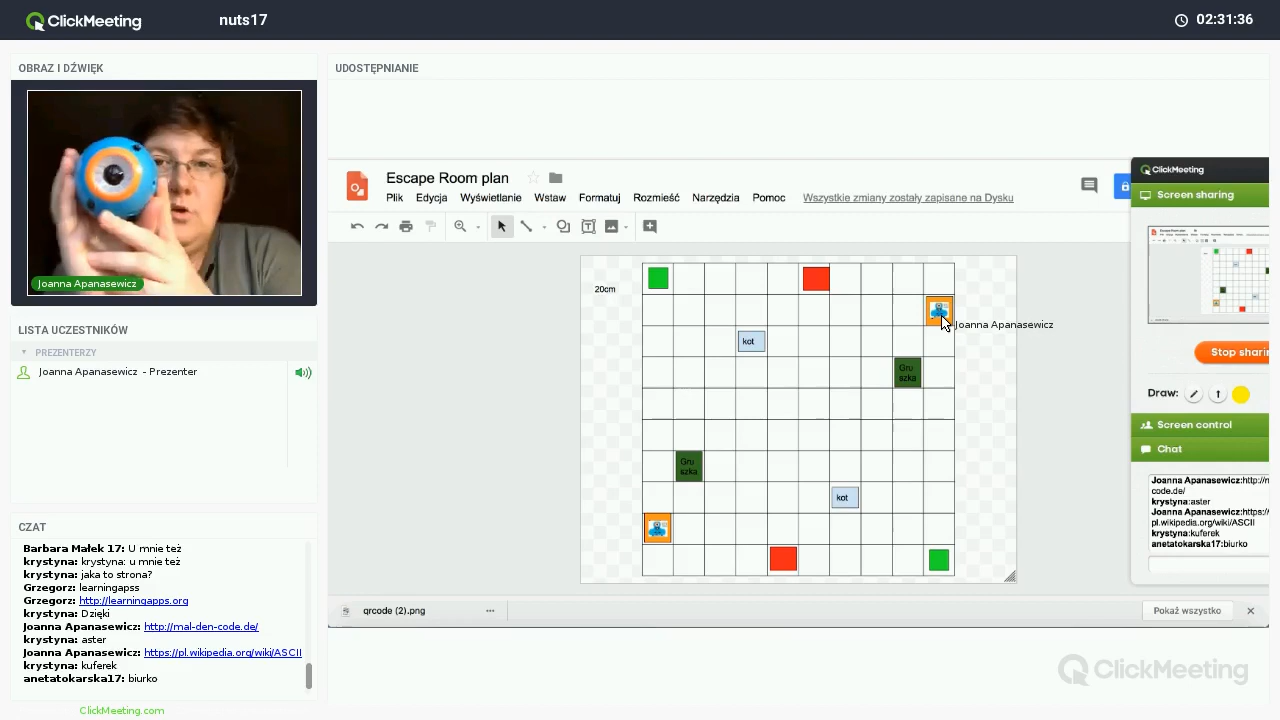 ClickMeeting
nuts17
02:31:36
OBRAZ I DŹWIĘK
Joanna Apanasewicz
LISTA UCZESTNIKÓW
PREZENTERZY
Joanna Apanasewicz - Prezenter
CZAT
Barbara Małek 17: U mnie też
krystyna: krystyna: u mnie też
krystyna: jaka to strona?
Grzegorz: learningapss
Grzegorz: http://learningapps.org
krystyna: Dzięki
Joanna Apanasewicz: http://mal-den-code.de/
krystyna: aster
Joanna Apanasewicz: https://pl.wikipedia.org/wiki/ASCII
krystyna: kuferek
anetatokarska17: biurko
ClickMeeting.com
UDOSTĘPNIANIE
Escape Room plan
Plik Edycja Wyświetlanie Wstaw Formatuj Rozmieść Narzędzia Pomoc Wszystkie zmiany zostały zapisane na Dysku
20cm
Joanna Apanasewicz
kot
Gru
szka
Gru
szka
kot
qrcode (2).png
Pokaż wszystko
ClickMeeting
Screen sharing
Stop sharin
Draw:
Screen control
Chat
Joanna Apanasewicz:http://m
code.de/
krystyna:aster
Joanna Apanasewicz:https:/
pl.wikipedia.org/wiki/ASCII
krystyna:kuferek
anetatokarska17:biurko
ClickMeeting